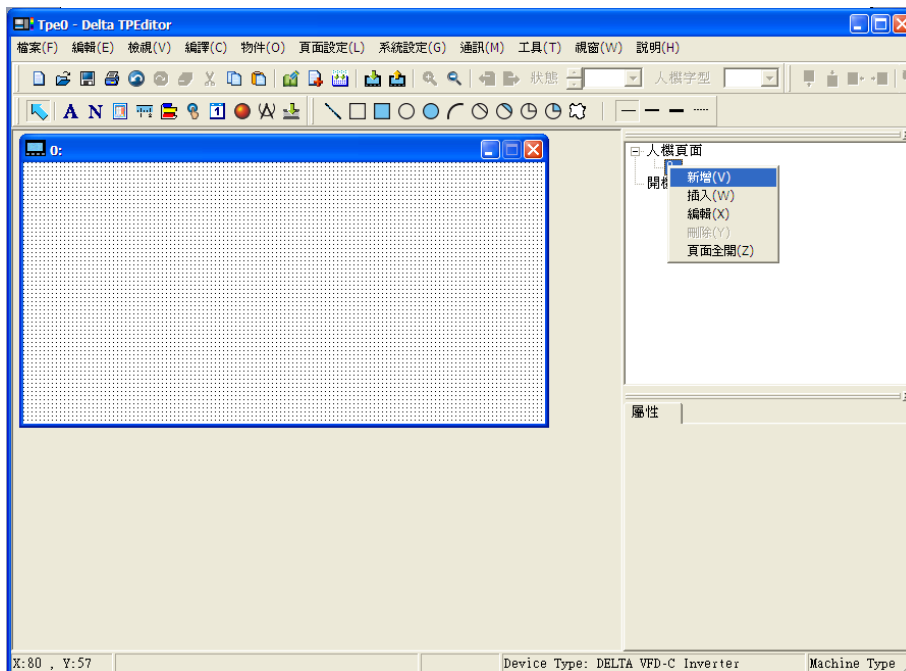 Tpe0 - Delta TPEditor
檔案(F) 編輯(E) 檢視(V) 編譯(C) 物件(O) 頁面設定(L) 系統設定(G) 通訊(M) 工具(T) 視窗(W) 說明(H)
狀態 人機字型
A N 1
0:
人機頁面
新增(V)
插入(W)
編輯(X)
刪除(Y)
頁面全開(Z)
屬性
X:80 , Y:57 Device Type: DELTA VFD-C Inverter Machine Type